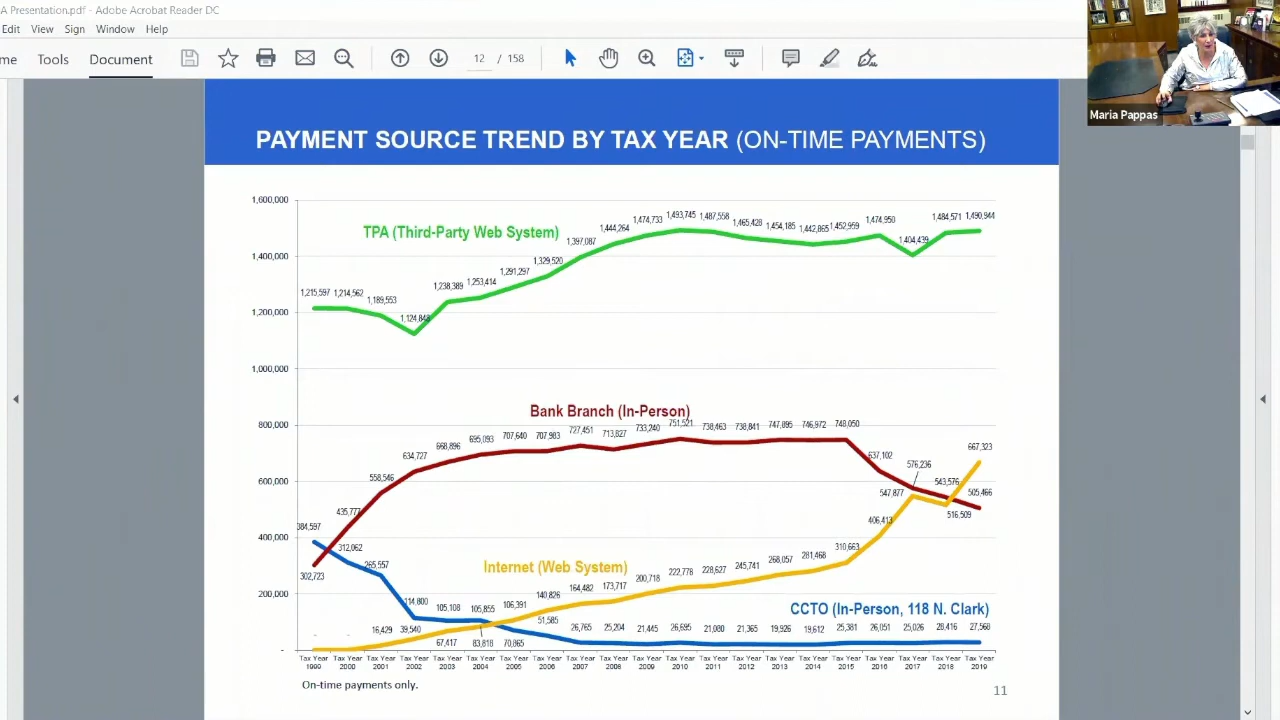 A Presentation.pdf - Adobe Acrobat Reader DC
Edit View Sign Window Help
me Tools Document 12 / 158
Maria Pappas
PAYMENT SOURCE TREND BY TAX YEAR (ON-TIME PAYMENTS)
1,600,000
1,400,000
1,200,000
1,000,000
800,000
600,000
400,000
200,000
-
TPA (Third-Party Web System)
1,215,597 1,214,562 1,189,553 1,124,848 1,238,389 1,253,414 1,291,297 1,329,520 1,397,087 1,444,264 1,474,733 1,493,745 1,487,558 1,465,428 1,454,185 1,442,865 1,452,959 1,474,950 1,404,439 1,484,571 1,490,944
Bank Branch (In-Person)
302,723 435,777 558,546 634,727 668,896 695,093 707,640 707,983 727,451 713,827 733,240 751,521 738,463 738,841 747,895 746,972 748,050 637,102 576,236 543,576 505,466
Internet (Web System)
- - 16,429 39,540 67,417 83,818 106,391 140,826 164,482 173,717 200,718 222,778 228,627 245,741 268,057 281,468 310,663 406,413 547,877 516,509 667,323
CCTO (In-Person, 118 N. Clark)
384,597 312,062 265,557 114,800 105,108 105,855 70,865 51,585 26,765 25,204 21,445 26,695 21,080 21,365 19,926 19,612 25,381 26,051 25,026 28,416 27,568
Tax Year Tax Year Tax Year Tax Year Tax Year Tax Year Tax Year Tax Year Tax Year Tax Year Tax Year Tax Year Tax Year Tax Year Tax Year Tax Year Tax Year Tax Year Tax Year Tax Year Tax Year
1999 2000 2001 2002 2003 2004 2005 2006 2007 2008 2009 2010 2011 2012 2013 2014 2015 2016 2017 2018 2019
On-time payments only.
11